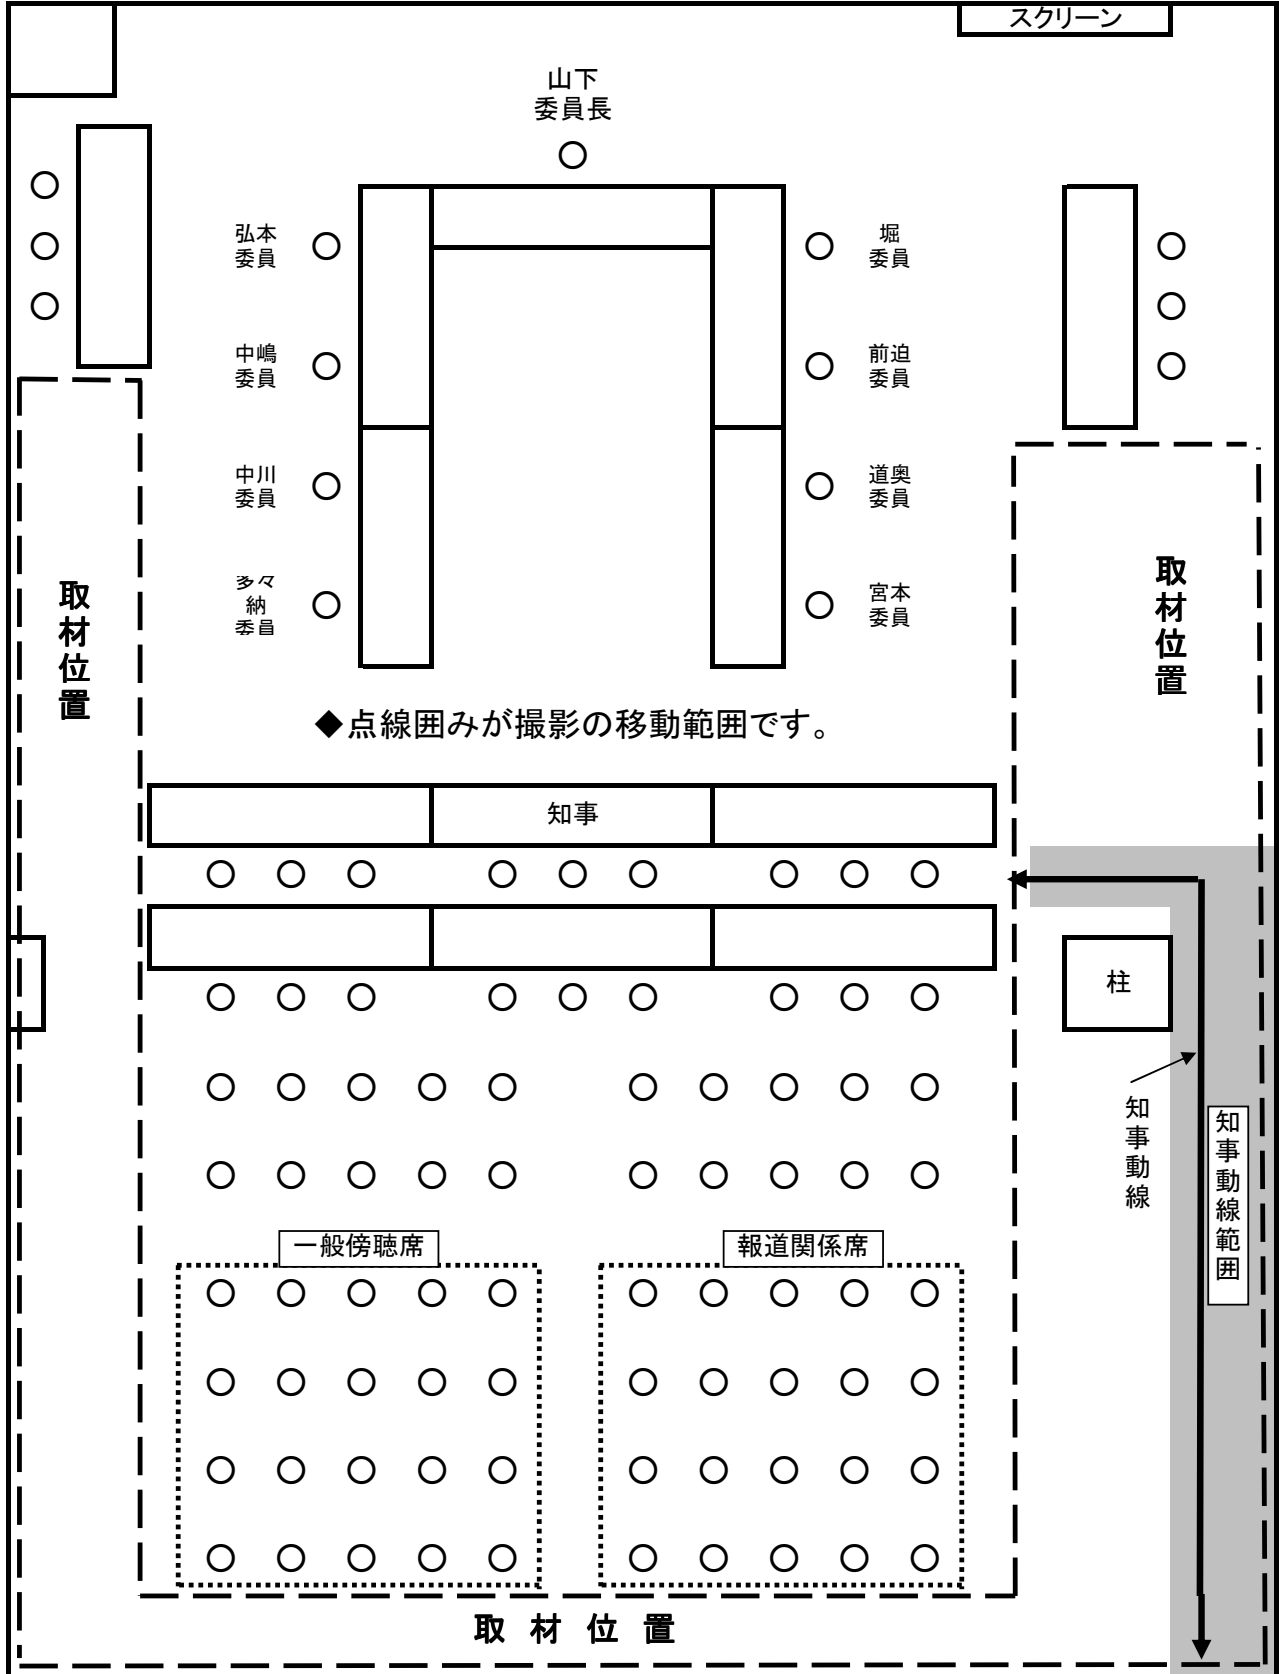 スクリーン
山下
委員長
弘本
委員
堀
委員
中嶋
委員
前迫
委員
中川
委員
道奥
委員
多々
納
委員
宮本
委員
取材位置
取材位置
◆点線囲みが撮影の移動範囲です。
知事
柱
知事動線
知事動線範囲
一般傍聴席
報道関係席
取材位置